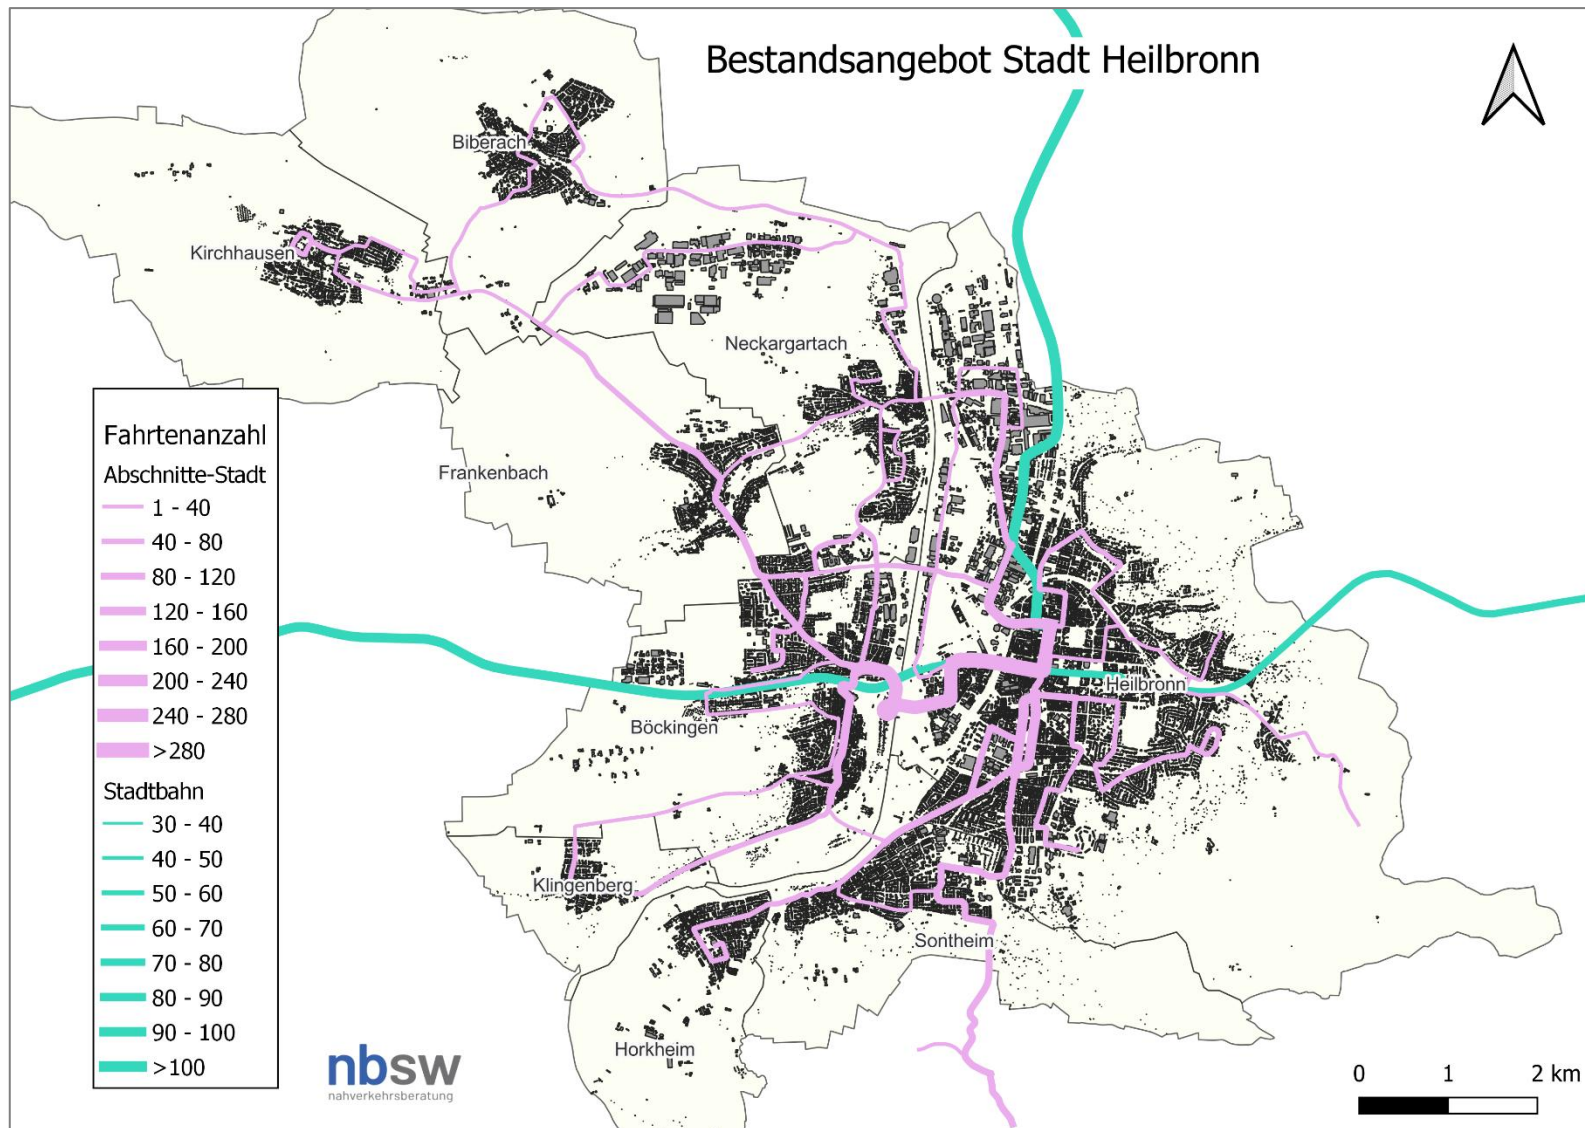 Bestandsangebot Stadt Heilbronn
Biberach
Kirchhausen
Neckargartach
Frankenbach
Heilbronn
Böckingen
Klingenberg
Sontheim
Horkheim
Fahrtenanzahl
Abschnitte-Stadt
1 - 40
40 - 80
80 - 120
120 - 160
160 - 200
200 - 240
240 - 280
>280
Stadtbahn
30 - 40
40 - 50
50 - 60
60 - 70
70 - 80
80 - 90
90 - 100
>100
nbsw
nahverkehrsberatung
0 1 2 km